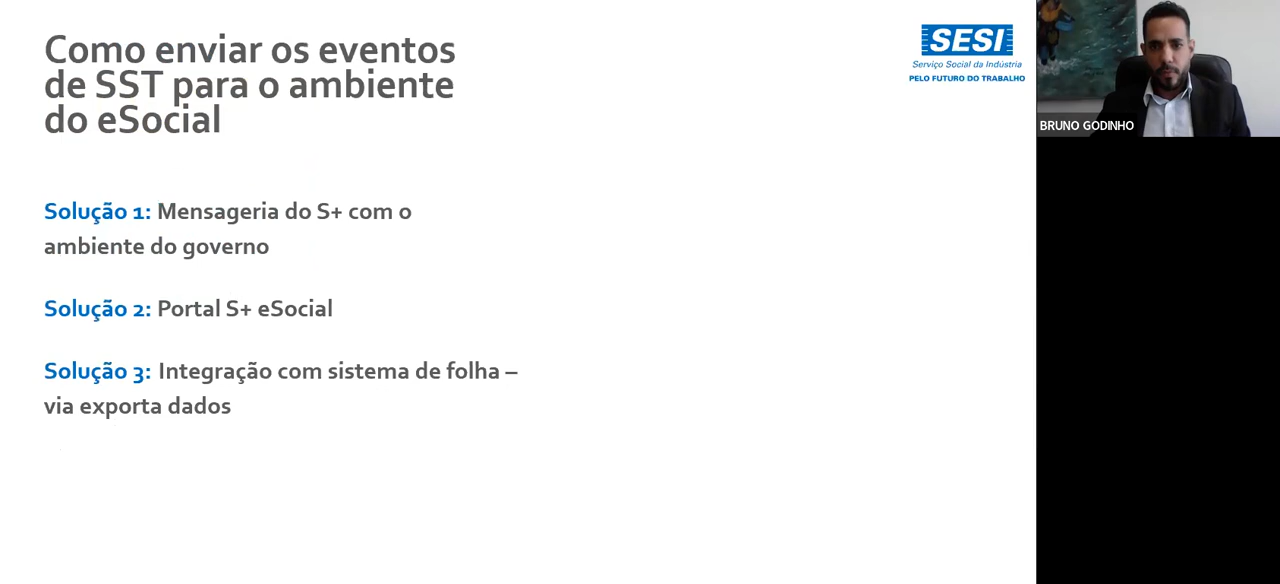 Como enviar os eventos
de SST para o ambiente
do eSocial
SESI
Serviço Social da Indústria
PELO FUTURO DO TRABALHO
BRUNO GODINHO
Solução 1: Mensageria do S+ com o
ambiente do governo
Solução 2: Portal S+ eSocial
Solução 3: Integração com sistema de folha –
via exporta dados